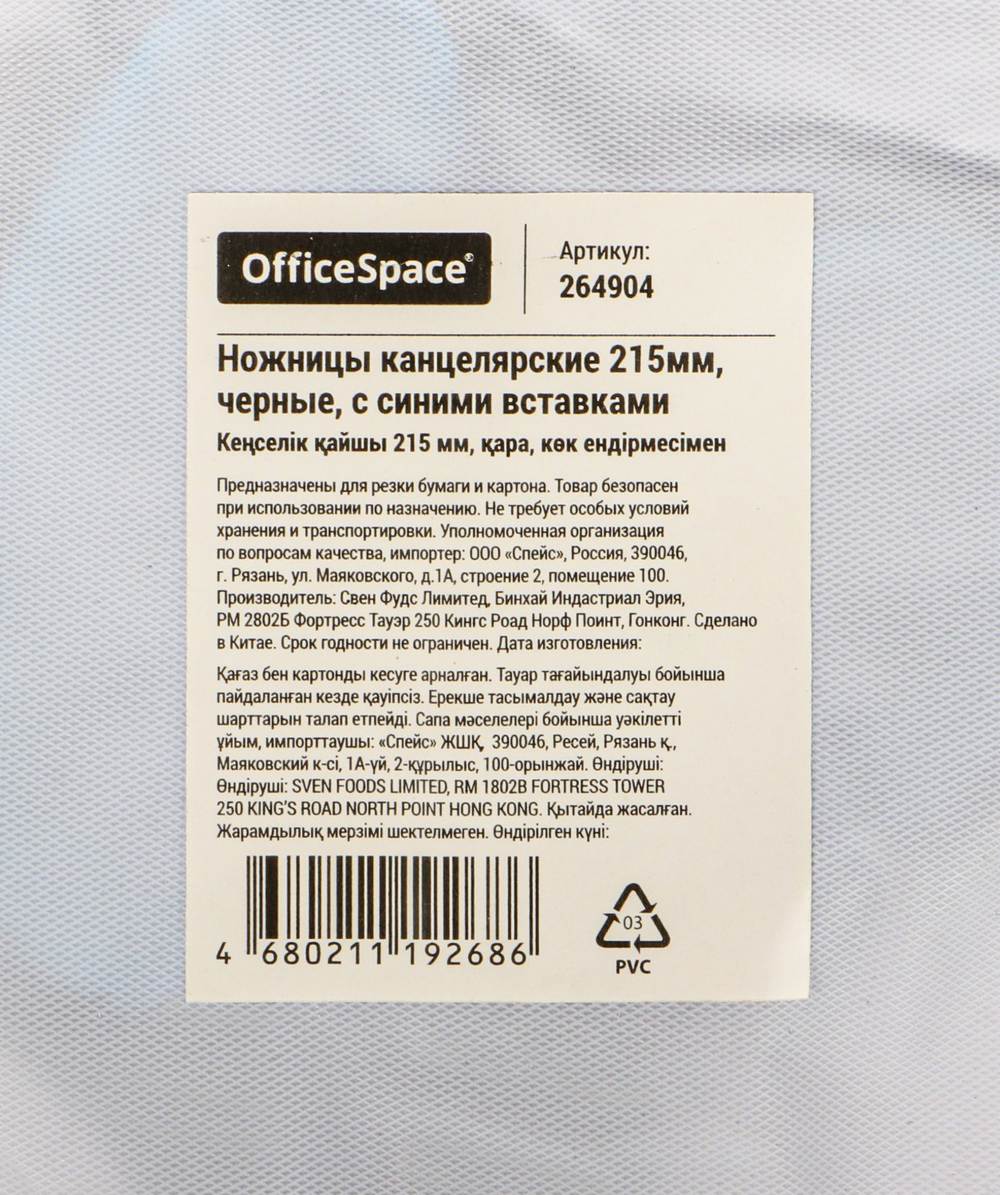 OfficeSpace®
Артикул:
264904
Ножницы канцелярские 215мм,
черные, с синими вставками
Кеңселік қайшы 215 мм, қара, көк ендірмесімен
Предназначены для резки бумаги и картона. Товар безопасен
при использовании по назначению. Не требует особых условий
хранения и транспортировки. Уполномоченная организация
по вопросам качества, импортер: ООО «Спейс», Россия, 390046,
г. Рязань, ул. Маяковского, д.1А, строение 2, помещение 100.
Производитель: Свен Фудс Лимитед, Бинхай Индастриал Эрия,
РМ 2802Б Фортресс Тауэр 250 Кингс Роад Норф Поинт, Гонконг. Сделано
в Китае. Срок годности не ограничен. Дата изготовления:
Қағаз бен картонды кесуге арналған. Тауар тағайындалуы бойынша
пайдаланған кезде қауіпсіз. Ерекше тасымалдау және сақтау
шарттарын талап етпейді. Сапа мәселелері бойынша уәкілетті
ұйым, импорттаушы: «Спейс» ЖШҚ, 390046, Ресей, Рязань қ.,
Маяковский к-сі, 1А-үй, 2-құрылыс, 100-орынжай. Өндіруші:
Өндіруші: SVEN FOODS LIMITED, RM 1802B FORTRESS TOWER
250 KING'S ROAD NORTH POINT HONG KONG. Қытайда жасалған.
Жарамдылық мерзімі шектелмеген. Өндірілген күні:
4 680211 192686
03
PVC